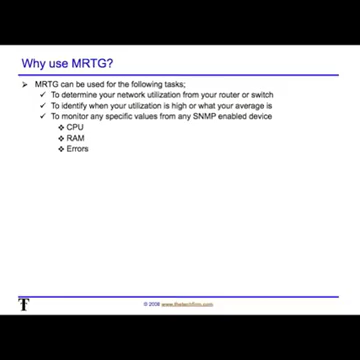 Why use MRTG?
MRTG can be used for the following tasks;
To determine your network utilization from your router or switch
To identify when your utilization is high or what your average is
To monitor any specific values from any SNMP enabled device
CPU
RAM
Errors
© 2008 www.thetechfirm.com